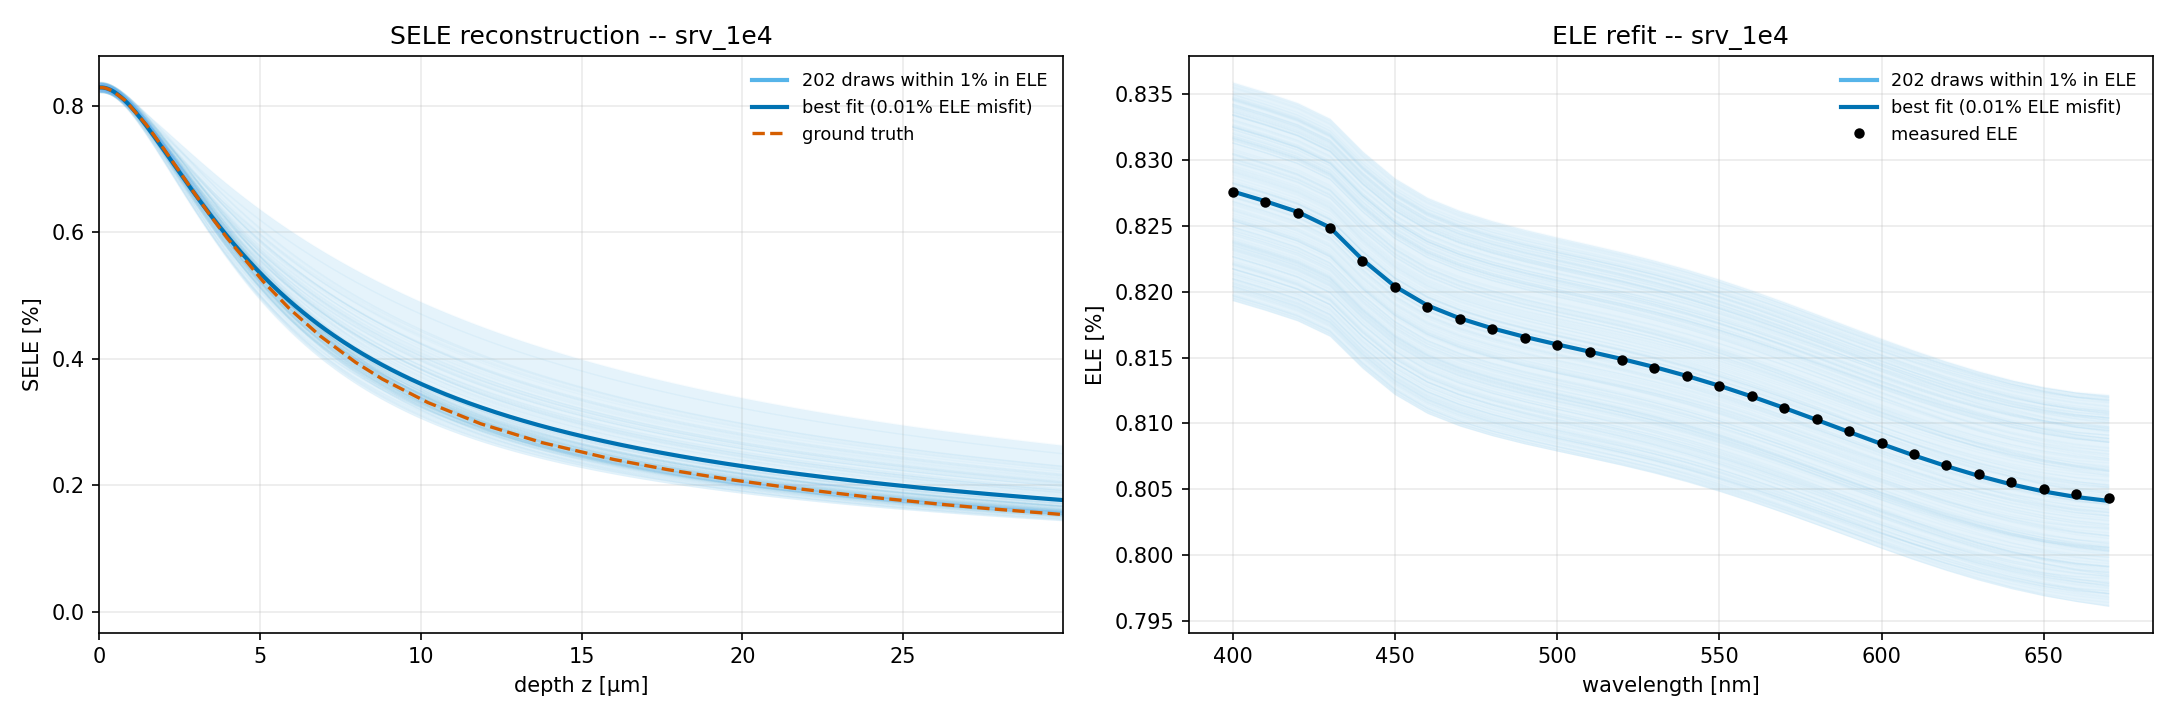 SELE reconstruction -- srv_1e4
202 draws within 1% in ELE
best fit (0.01% ELE misfit)
ground truth
SELE [%]
0.8
0.6
0.4
0.2
0.0
0 5 10 15 20 25
depth z [µm]
ELE refit -- srv_1e4
202 draws within 1% in ELE
best fit (0.01% ELE misfit)
measured ELE
ELE [%]
0.835
0.830
0.825
0.820
0.815
0.810
0.805
0.800
0.795
400 450 500 550 600 650
wavelength [nm]